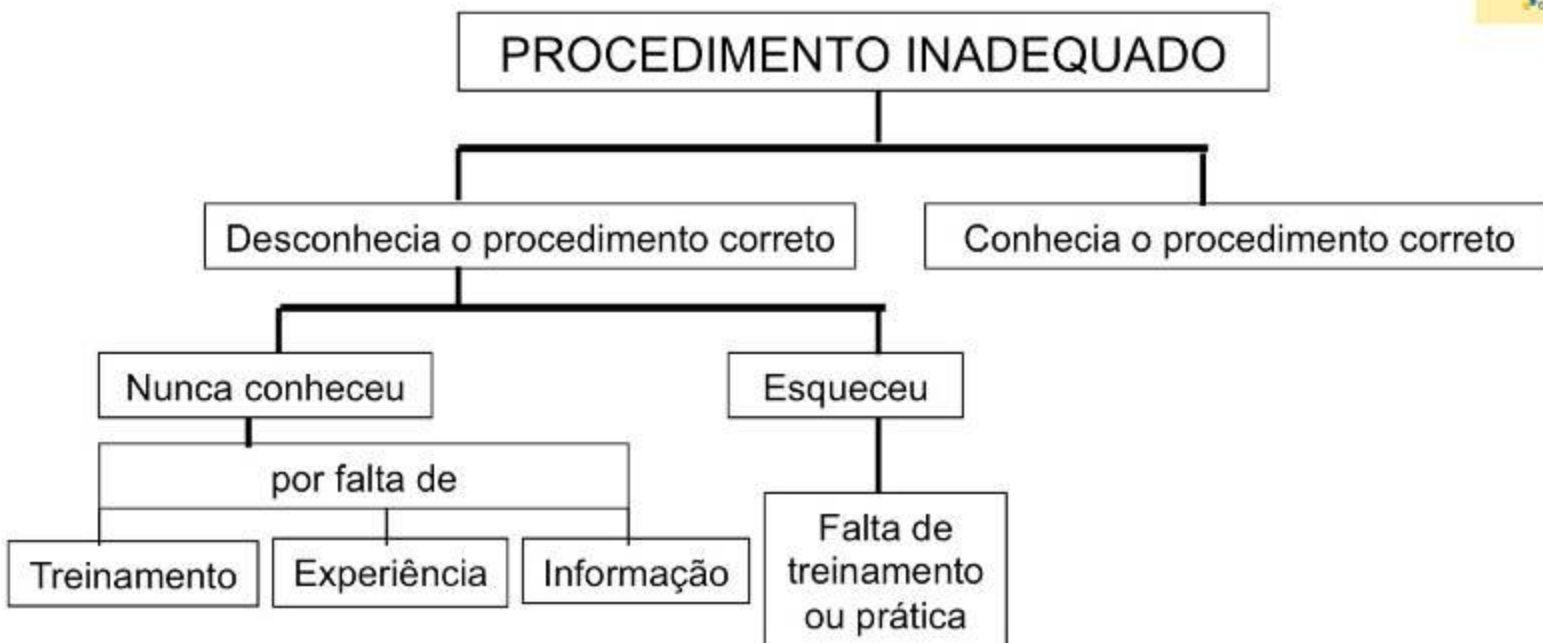 PROCEDIMENTO INADEQUADO
Desconhecia o procedimento correto
Conhecia o procedimento correto
Nunca conheceu
Esqueceu
por falta de
Treinamento
Experiência
Informação
Falta de
treinamento
ou prática